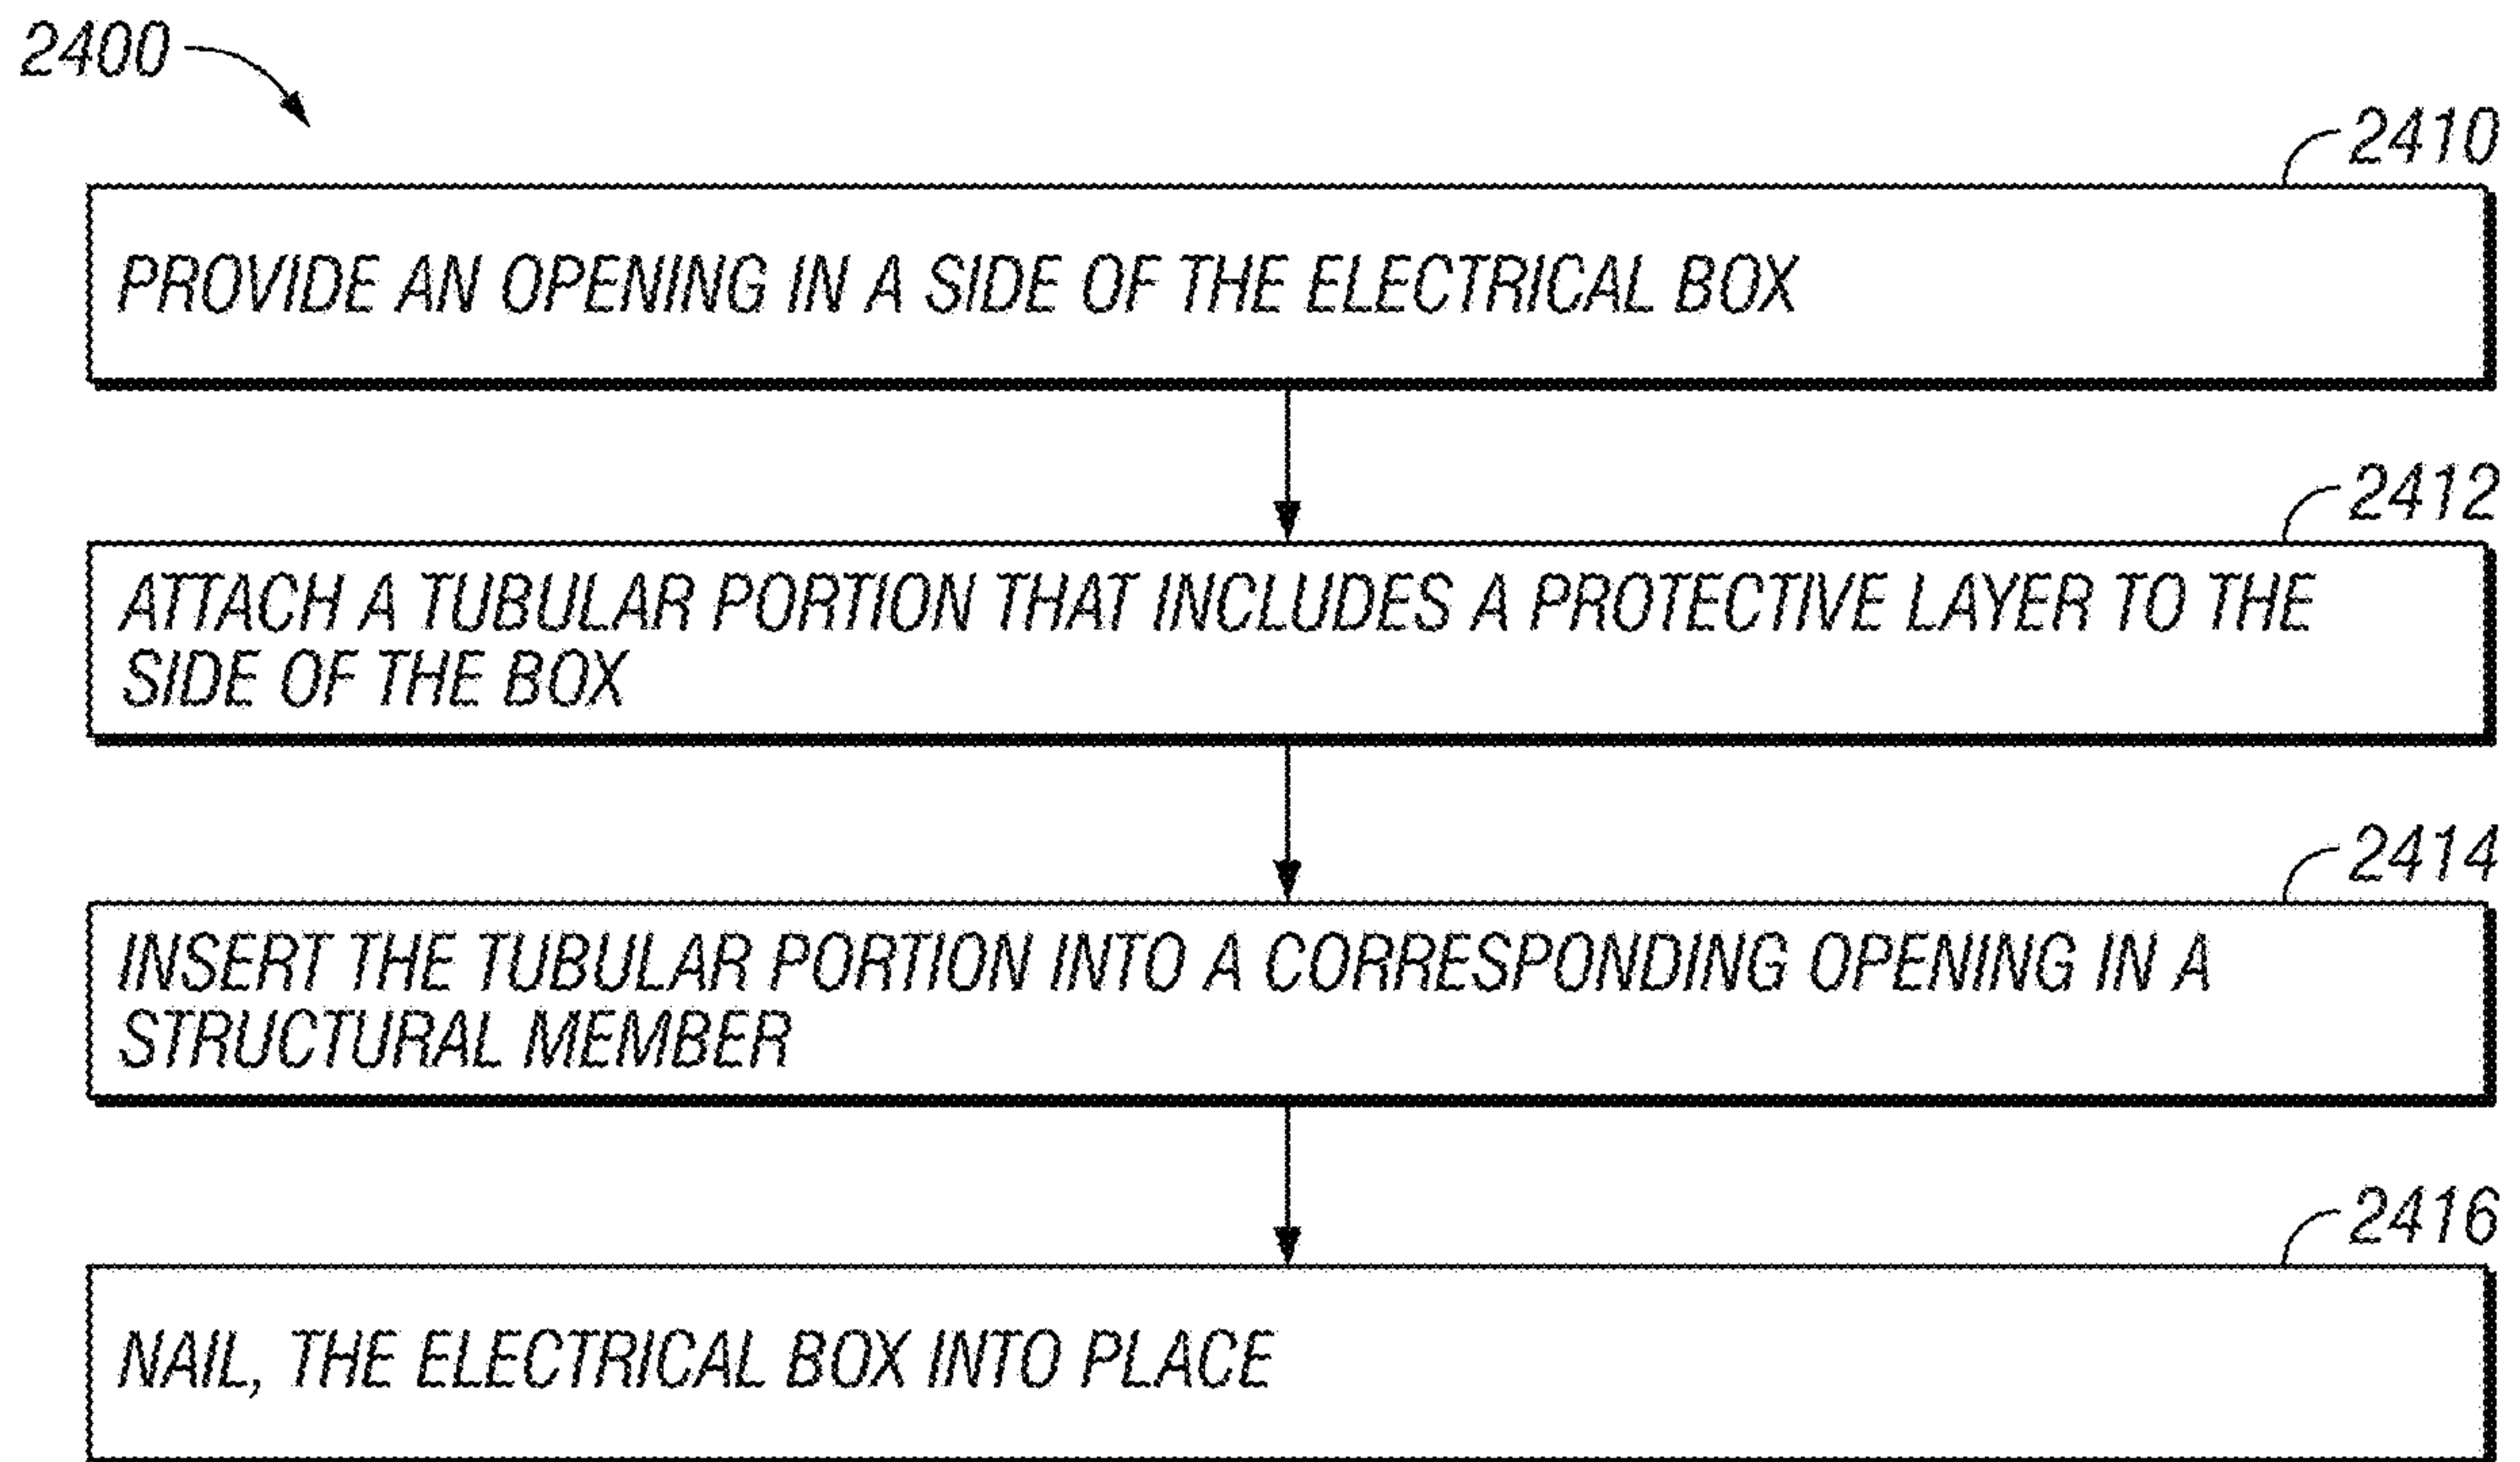 2400
2410
PROVIDE AN OPENING IN A SIDE OF THE ELECTRICAL BOX
2412
ATTACH A TUBULAR PORTION THAT INCLUDES A PROTECTIVE LAYER TO THE
SIDE OF THE BOX
2414
INSERT THE TUBULAR PORTION INTO A CORRESPONDING OPENING IN A
STRUCTURAL MEMBER
2416
NAIL, THE ELECTRICAL BOX INTO PLACE